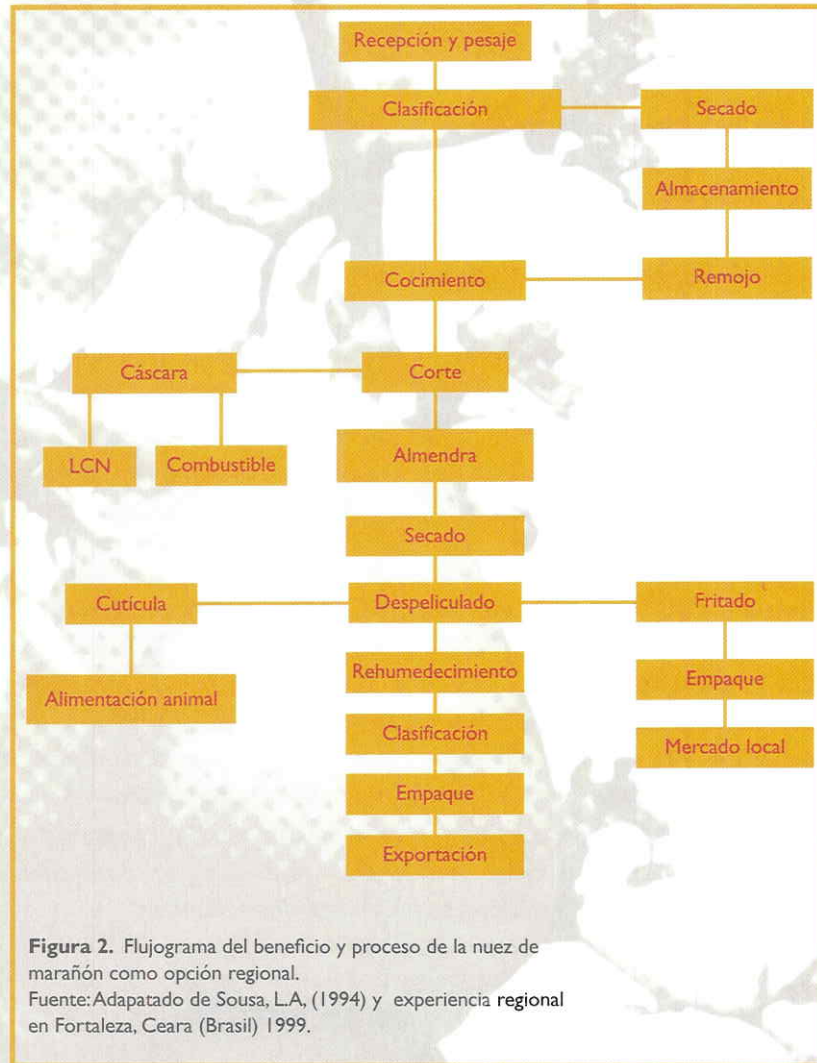 Recepción y pesaje
Clasificación
Secado
Almacenamiento
Cocimiento
Remojo
Cáscara
Corte
LCN
Combustible
Almendra
Secado
Cutícula
Despeliculado
Fritado
Alimentación animal
Rehumedecimiento
Empaque
Clasificación
Mercado local
Empaque
Exportación
Figura 2. Flujograma del beneficio y proceso de la nuez de
marañón como opción regional.
Fuente: Adapatado de Sousa, L.A, (1994) y experiencia regional
en Fortaleza, Ceara (Brasil) 1999.